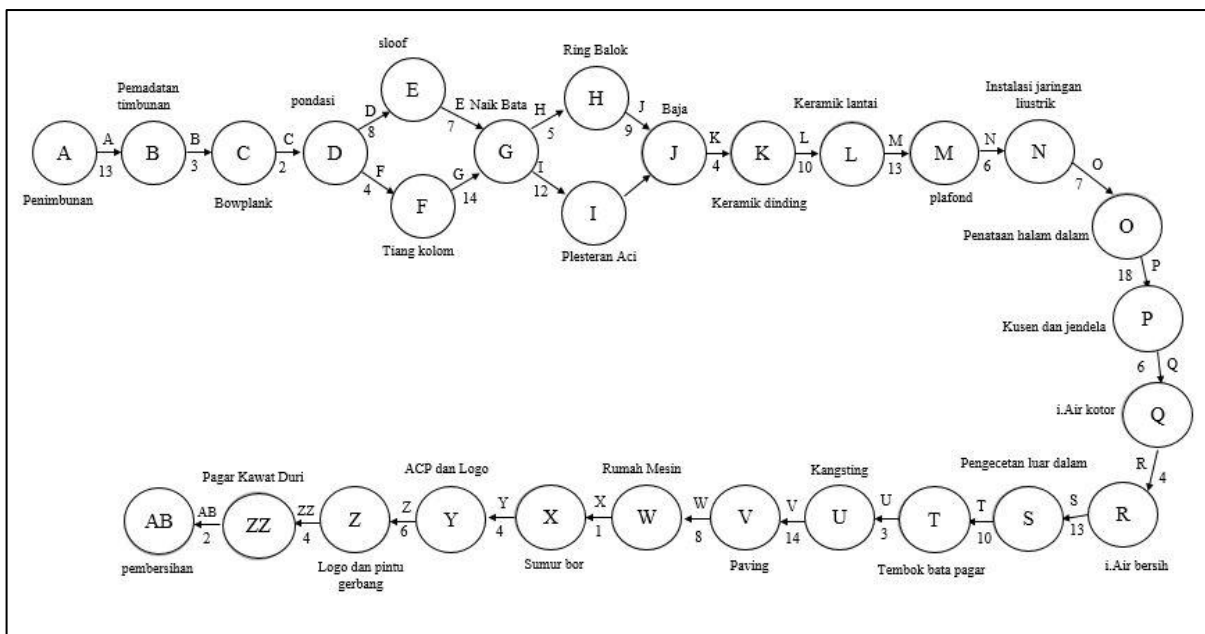 sloof
Ring Balok
Pemadatan
timbunan
pondasi
Naik Bata
Baja
Keramik lantai
Instalasi jaringan
liustrik
A
A
13
B
B
3
C
C
2
D
D
8
E
E
7
F
4
F
G
14
G
H
5
H
I
12
I
J
9
J
K
4
K
L
10
L
M
13
M
N
6
N
O
7
Penimbunan
Bowplank
Tiang kolom
Plesteran Aci
Keramik dinding
plafond
Penataan halam dalam
O
P
18
Kusen dan jendela
P
6
Q
i.Air kotor
Q
R
4
Pagar Kawat Duri
ACP dan Logo
Rumah Mesin
Kangsting
Pengecetan luar dalam
AB
AB
2
ZZ
ZZ
4
Z
Z
6
Y
Y
4
X
X
1
W
W
8
V
V
14
U
U
3
T
T
10
S
S
13
R
pembersihan
Logo dan pintu
gerbang
Sumur bor
Paving
Tembok bata pagar
i.Air bersih